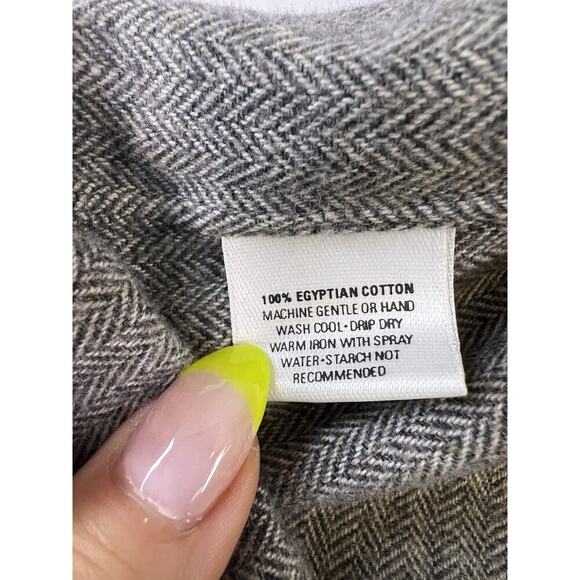 100% EGYPTIAN COTTON
MACHINE GENTLE OR HAND
WASH COOL•DRIP DRY
WARM IRON WITH SPRAY
WATER•STARCH NOT
RECOMMENDED